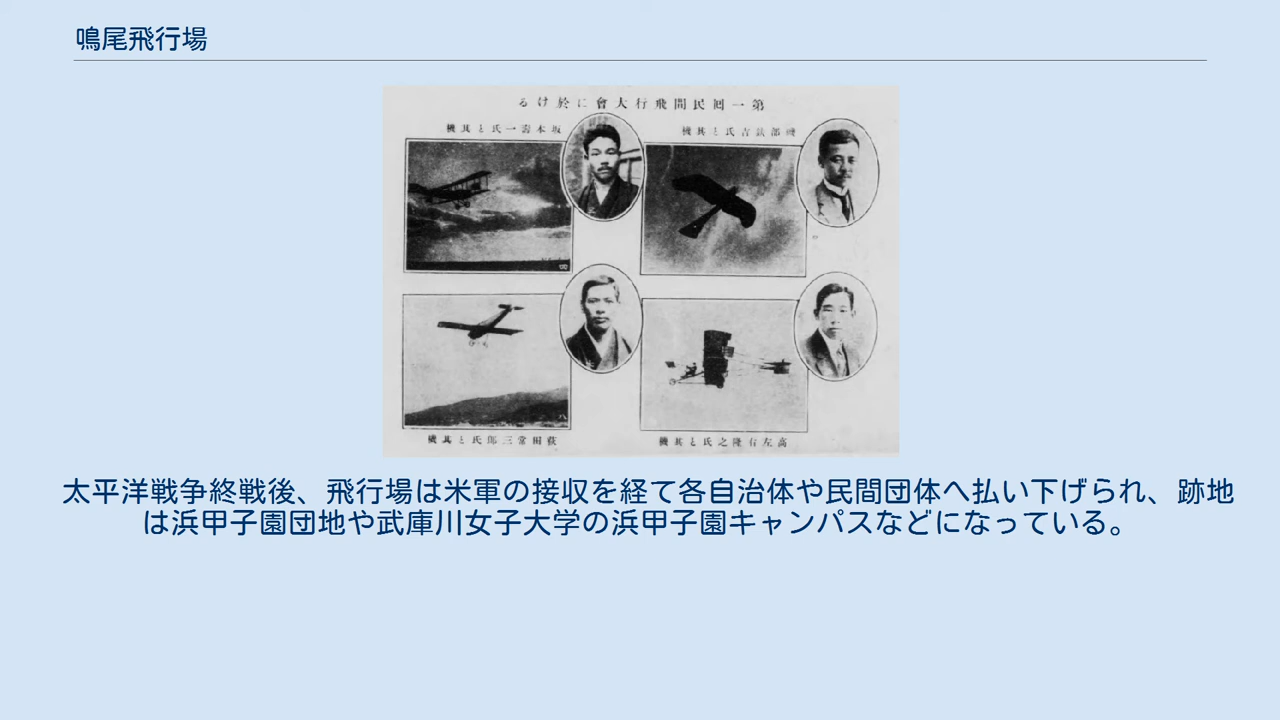 鳴尾飛行場
第一回民間飛行大會に於ける
坂本壽一氏と其機
磯部鈇吉氏と其機
荻田常三郎氏と其機
高左右隆之氏と其機
太平洋戦争終戦後、飛行場は米軍の接収を経て各自治体や民間団体へ払い下げられ、跡地
は浜甲子園団地や武庫川女子大学の浜甲子園キャンパスなどになっている。